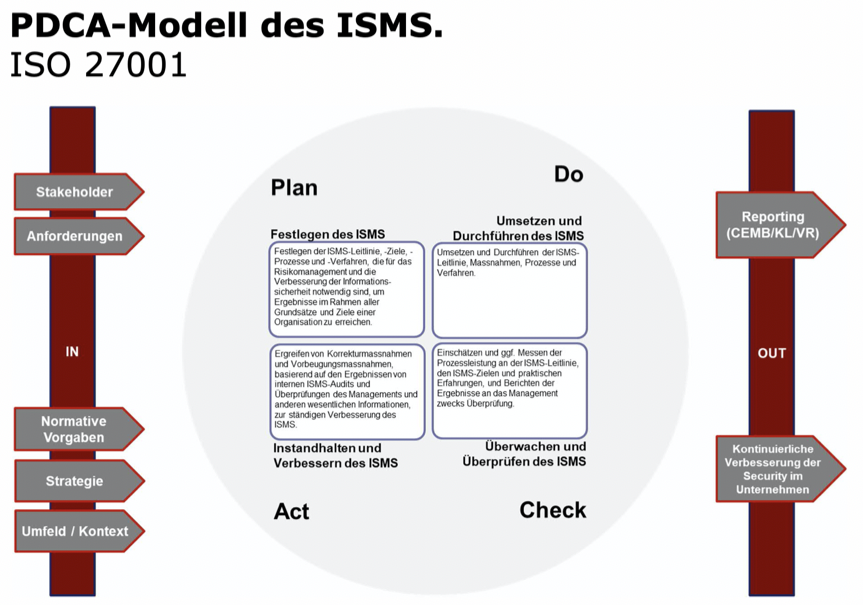 PDCA-Modell des ISMS.
ISO 27001
Stakeholder
Anforderungen
IN
Normative
Vorgaben
Strategie
Umfeld / Kontext
Plan
Festlegen des ISMS
Festlegen der ISMS-Leitlinie, -Ziele, -
Prozesse und -Verfahren, die für das
Risikomanagement und die
Verbesserung der Informations-
sicherheit notwendig sind, um
Ergebnisse im Rahmen aller
Grundsätze und Ziele einer
Organisation zu erreichen.
Do
Umsetzen und
Durchführen des ISMS
Umsetzen und Durchführen der ISMS-
Leitlinie, Massnahmen, Prozesse und
Verfahren.
Ergreifen von Korrekturmassnahmen
und Vorbeugungsmassnahmen,
basierend auf den Ergebnissen von
internen ISMS-Audits und
Überprüfungen des Managements und
anderen wesentlichen Informationen,
zur ständigen Verbesserung des
ISMS.
Instandhalten und
Verbessern des ISMS
Act
Einschätzen und ggf. Messen der
Prozessleistung an der ISMS-Leitlinie,
den ISMS-Zielen und praktischen
Erfahrungen, und Berichten der
Ergebnisse an das Management
zwecks Überprüfung.
Überwachen und
Überprüfen des ISMS
Check
Reporting
(CEMB/KL/VR)
OUT
Kontinuierliche
Verbesserung der
Security im
Unternehmen